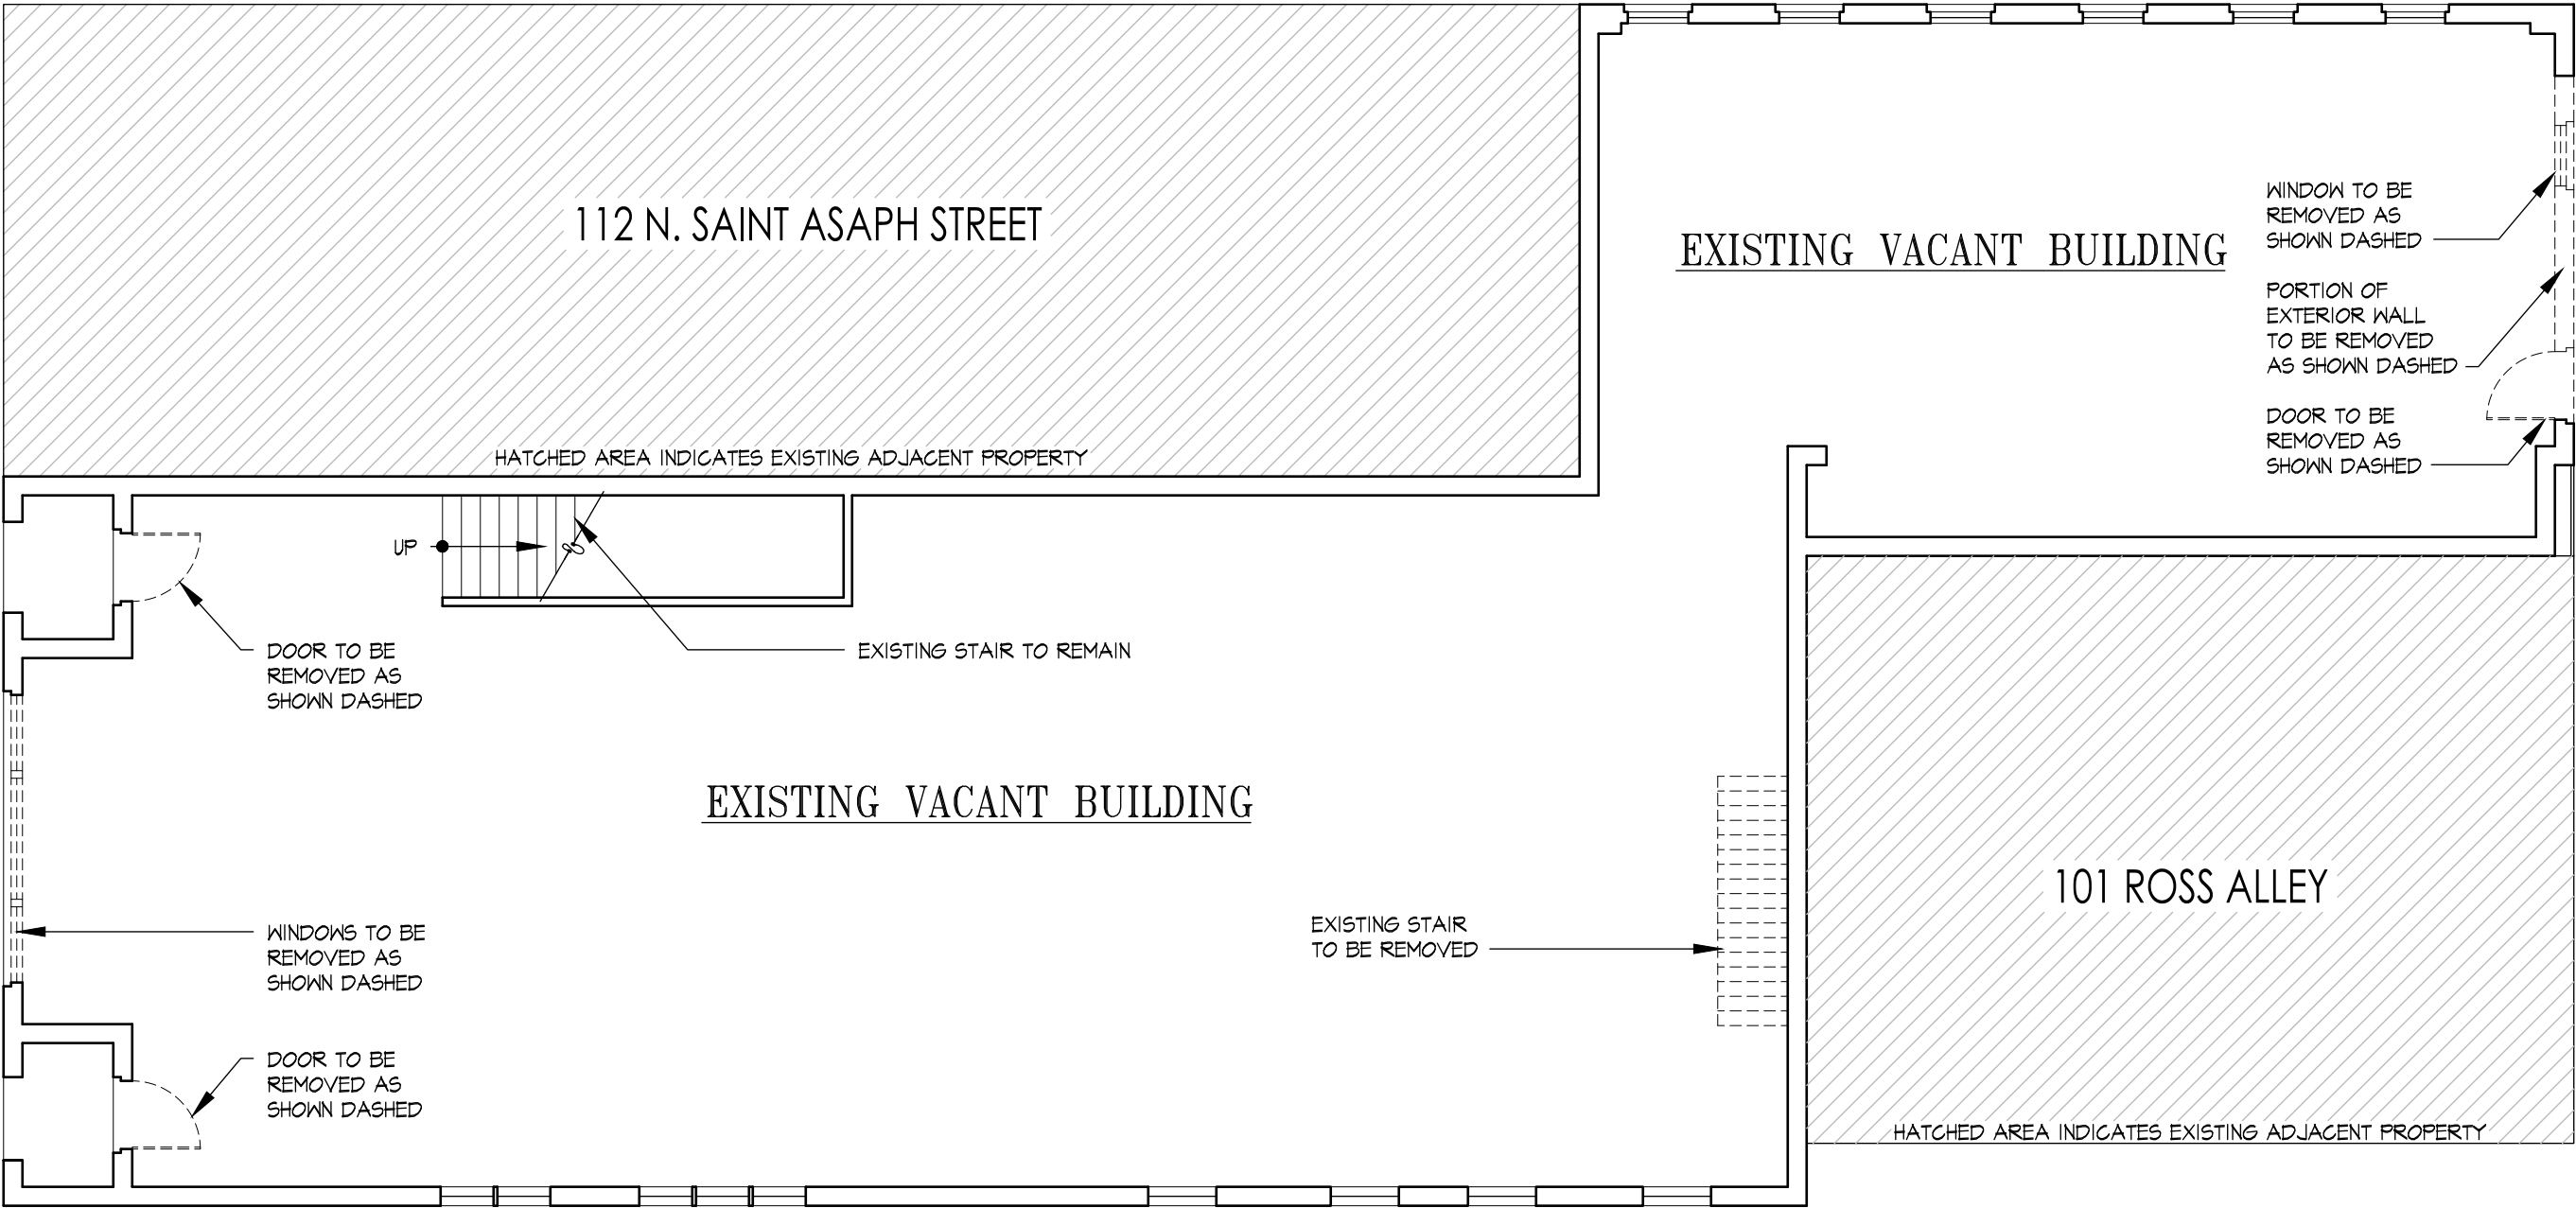 112 N. SAINT ASAPH STREET
HATCHED AREA INDICATES EXISTING ADJACENT PROPERTY
EXISTING VACANT BUILDING
WINDOW TO BE
REMOVED AS
SHOWN DASHED
PORTION OF
EXTERIOR WALL
TO BE REMOVED
AS SHOWN DASHED
DOOR TO BE
REMOVED AS
SHOWN DASHED
UP
DOOR TO BE
REMOVED AS
SHOWN DASHED
EXISTING STAIR TO REMAIN
EXISTING VACANT BUILDING
WINDOWS TO BE
REMOVED AS
SHOWN DASHED
EXISTING STAIR
TO BE REMOVED
101 ROSS ALLEY
DOOR TO BE
REMOVED AS
SHOWN DASHED
HATCHED AREA INDICATES EXISTING ADJACENT PROPERTY